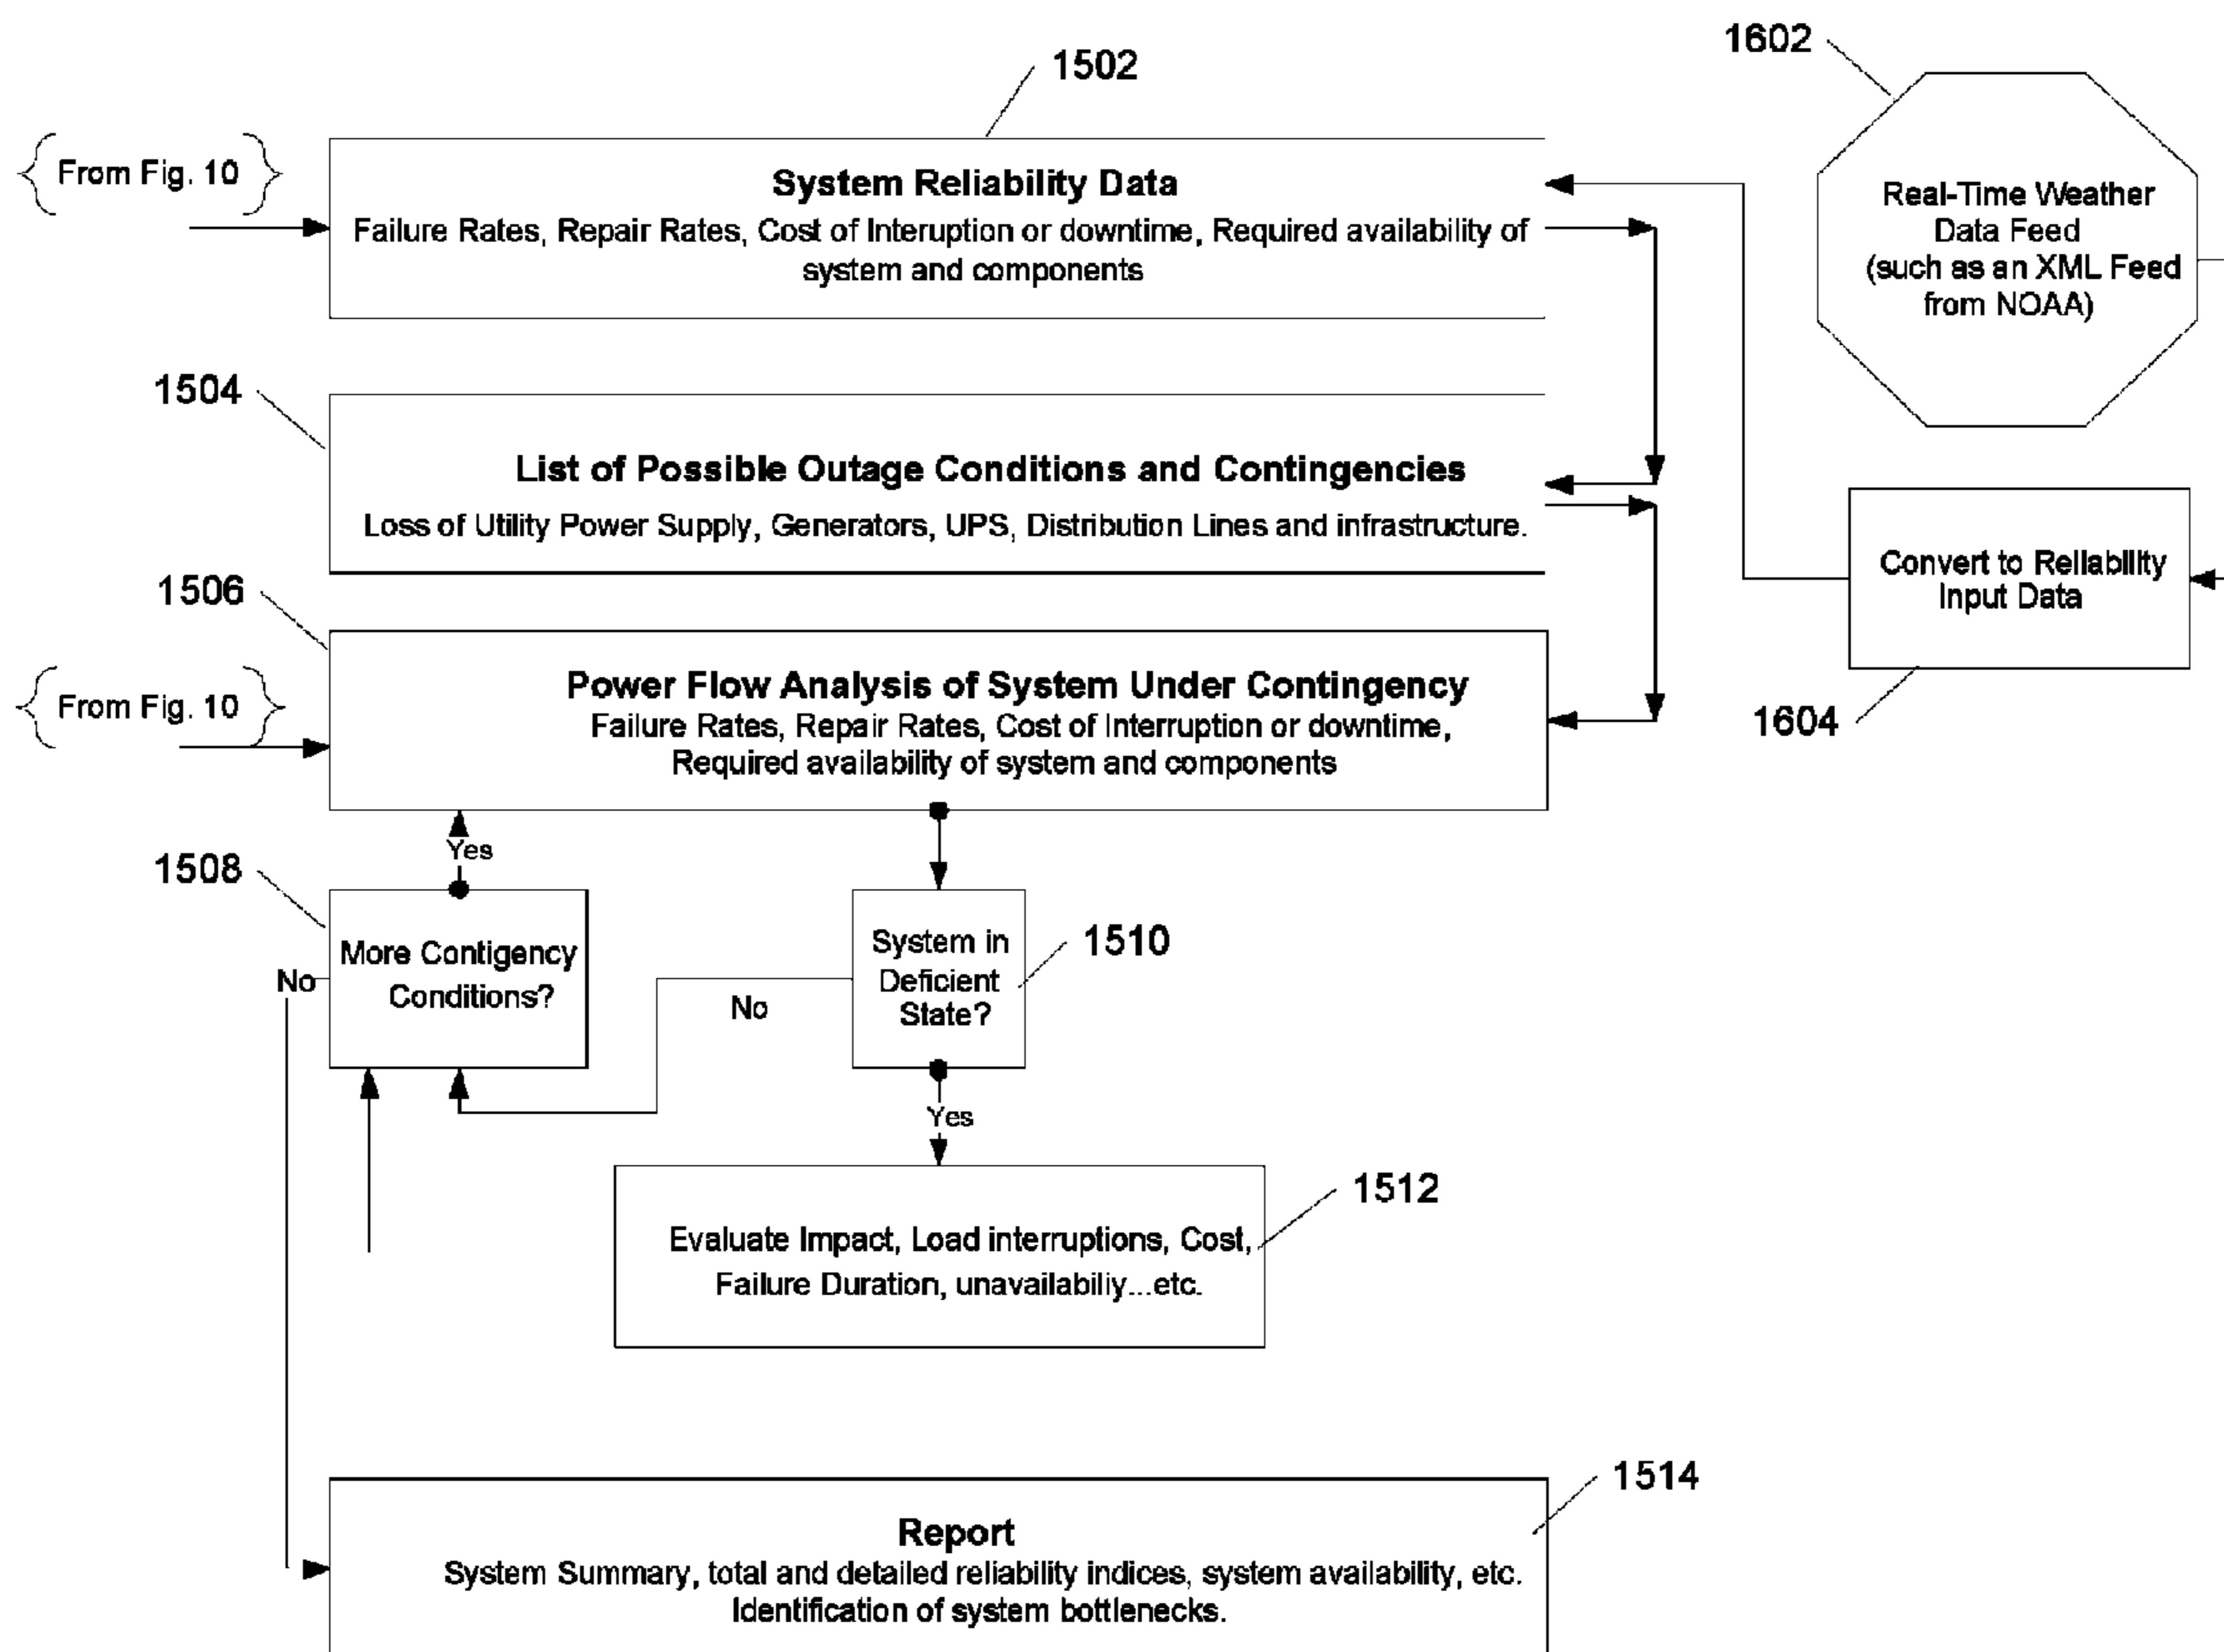 1602
1502
From Fig. 10
System Reliability Data
Failure Rates, Repair Rates, Cost of Interuption or downtime, Required availability of
system and components
Real-Time Weather
Data Feed
(such as an XML Feed
from NOAA)
1504
List of Possible Outage Conditions and Contingencies
Loss of Utility Power Supply, Generators, UPS, Distribution Lines and infrastructure.
Convert to Reliability
Input Data
1604
1506
From Fig. 10
Power Flow Analysis of System Under Contingency
Failure Rates, Repair Rates, Cost of Interruption or downtime,
Required availability of system and components
Yes
1508
More Contigency
Conditions?
No
No
System in
Deficient
State?
1510
Yes
1512
Evaluate Impact, Load interruptions, Cost,
Failure Duration, unavailabiliy...etc.
1514
Report
System Summary, total and detailed reliability indices, system availability, etc.
Identification of system bottlenecks.